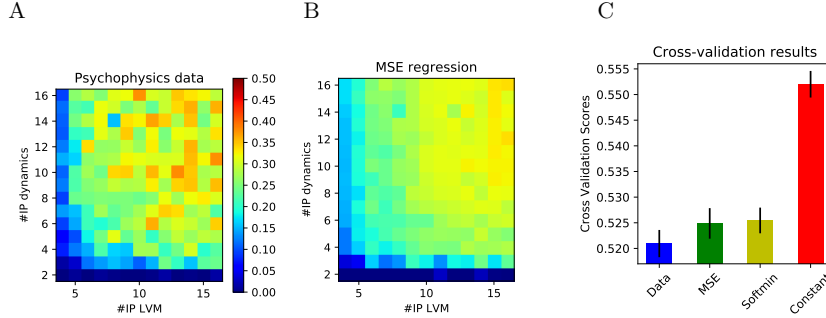 A
B
C
Psychophysics data
MSE regression
Cross-validation results
#IP dynamics
16
14
12
10
8
6
4
2
5
10
15
#IP LVM
0.50
0.45
0.40
0.35
0.30
0.25
0.20
0.15
0.10
0.05
0.00
#IP dynamics
16
14
12
10
8
6
4
2
5
10
15
#IP LVM
Cross Validation Scores
0.555
0.550
0.545
0.540
0.535
0.530
0.525
0.520
Data
MSE
Softmin
Constant